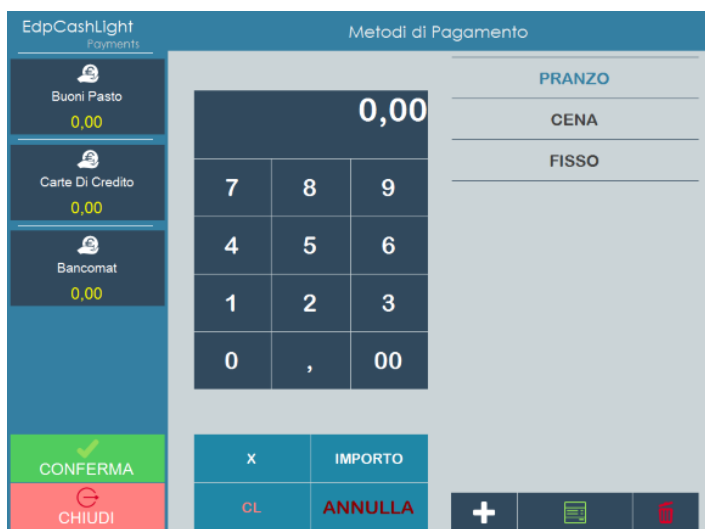 EdpCashLight
Payments
Metodi di Pagamento
Buoni Pasto
0,00
Carte Di Credito
0,00
Bancomat
0,00
CONFERMA
CHIUDI
0,00
7 8 9
4 5 6
1 2 3
0 , 00
X IMPORTO
CL ANNULLA
PRANZO
CENA
FISSO